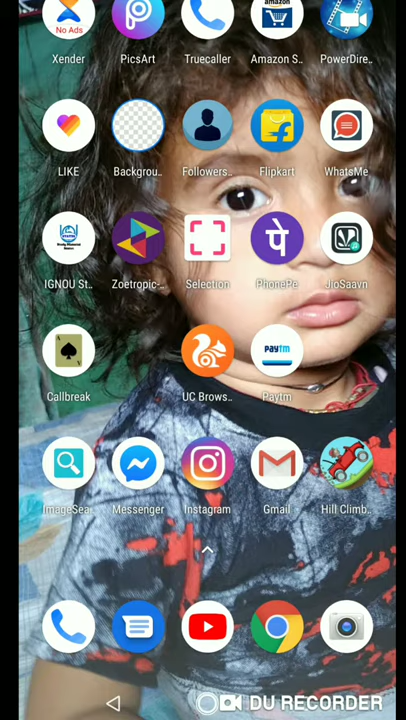 amazon
No Ads
Xender PicsArt Truecaller Amazon S.. PowerDire..
LIKE Backgrou.. Followers.. Flipkart WhatsMe
IGNOU St.. Zoetropic-.. Selection PhonePe JioSaavn
पे
paytm
Callbreak UC Brows.. Paytm
ImageSea.. Messenger Instagram Gmail Hill Climb..
DU RECORDER